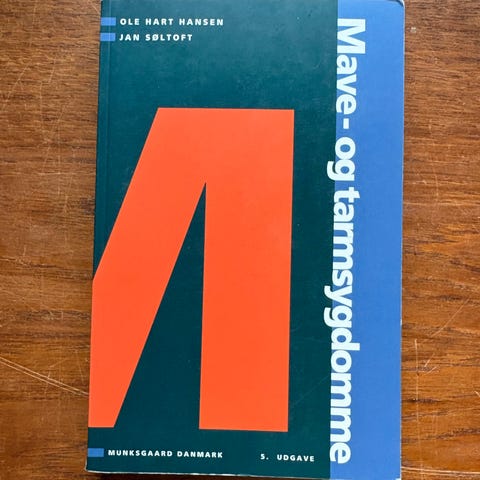 OLE HART HANSEN
JAN SØLTOFT
Mave- og tarmsygdomme
MUNKSGAARD DANMARK
5. UDGAVE